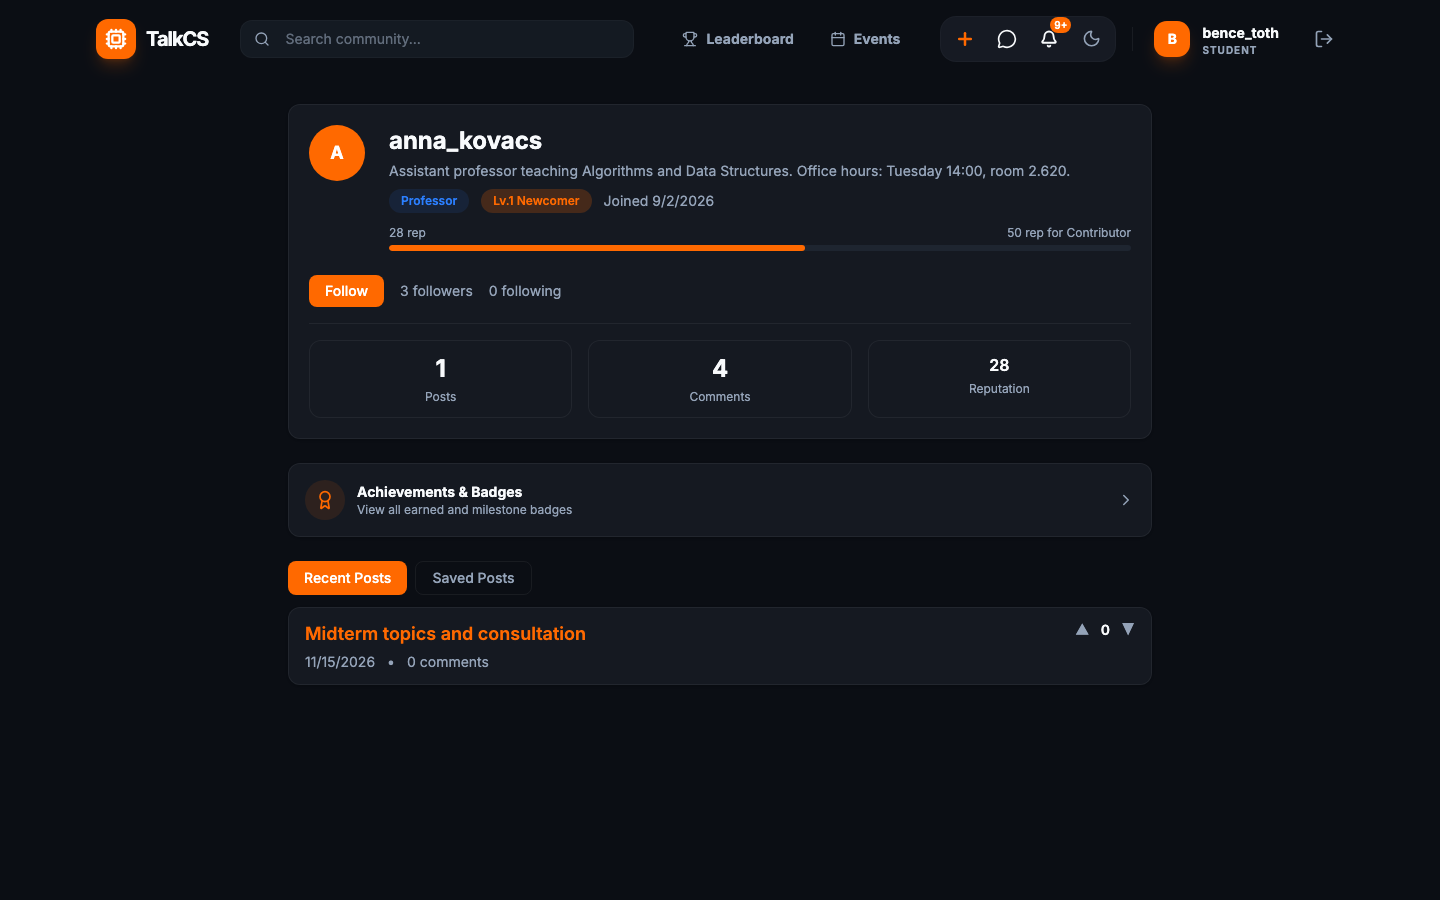 TalkCS
Search community...
Leaderboard
Events
9+
B
bence_toth
STUDENT
A
anna_kovacs
Assistant professor teaching Algorithms and Data Structures. Office hours: Tuesday 14:00, room 2.620.
Professor
Lv.1 Newcomer
Joined 9/2/2026
28 rep
50 rep for Contributor
Follow
3 followers
0 following
1
Posts
4
Comments
28
Reputation
Achievements & Badges
View all earned and milestone badges
Recent Posts
Saved Posts
Midterm topics and consultation
▲ 0 ▼
11/15/2026 • 0 comments